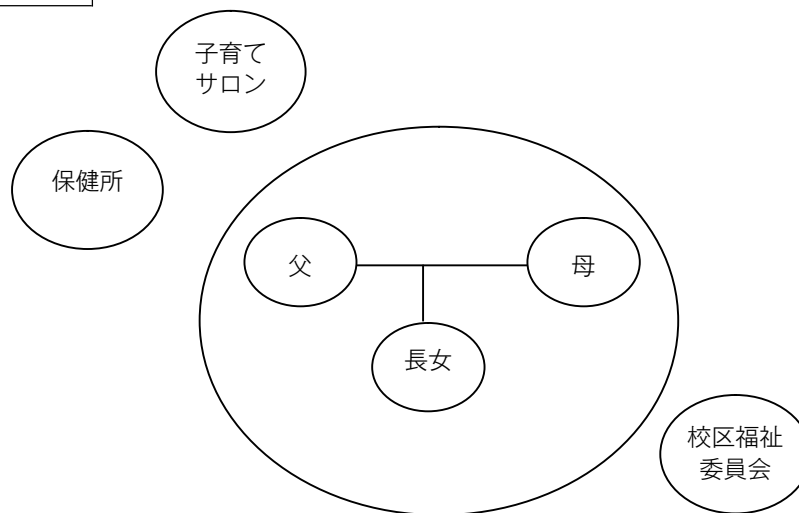 子育て
サロン
保健所
父
母
長女
校区福祉
委員会